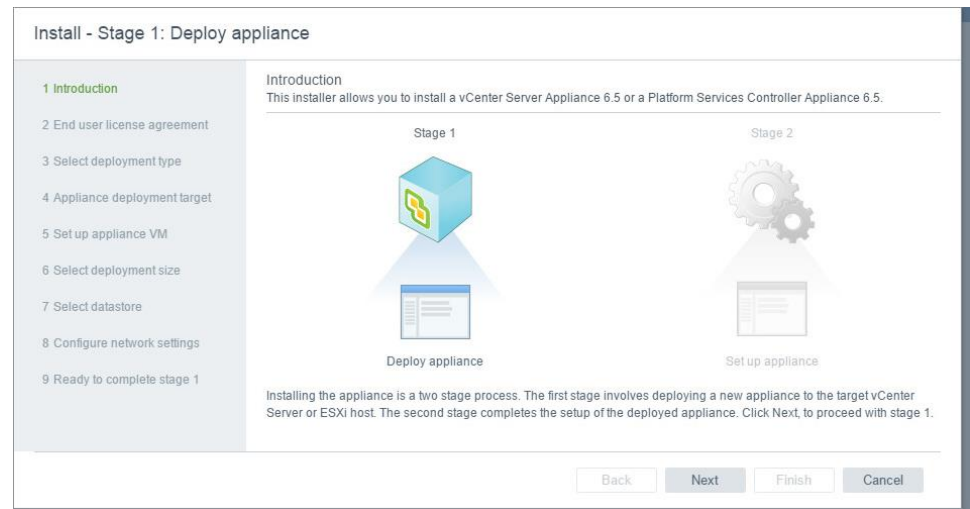 Install - Stage 1: Deploy appliance
1 Introduction
2 End user license agreement
3 Select deployment type
4 Appliance deployment target
5 Set up appliance VM
6 Select deployment size
7 Select datastore
8 Configure network settings
9 Ready to complete stage 1
Introduction
This installer allows you to install a vCenter Server Appliance 6.5 or a Platform Services Controller Appliance 6.5.
Stage 1
Stage 2
Deploy appliance
Set up appliance
Installing the appliance is a two stage process. The first stage involves deploying a new appliance to the target vCenter
Server or ESXi host. The second stage completes the setup of the deployed appliance. Click Next, to proceed with stage 1.
Back
Next
Finish
Cancel